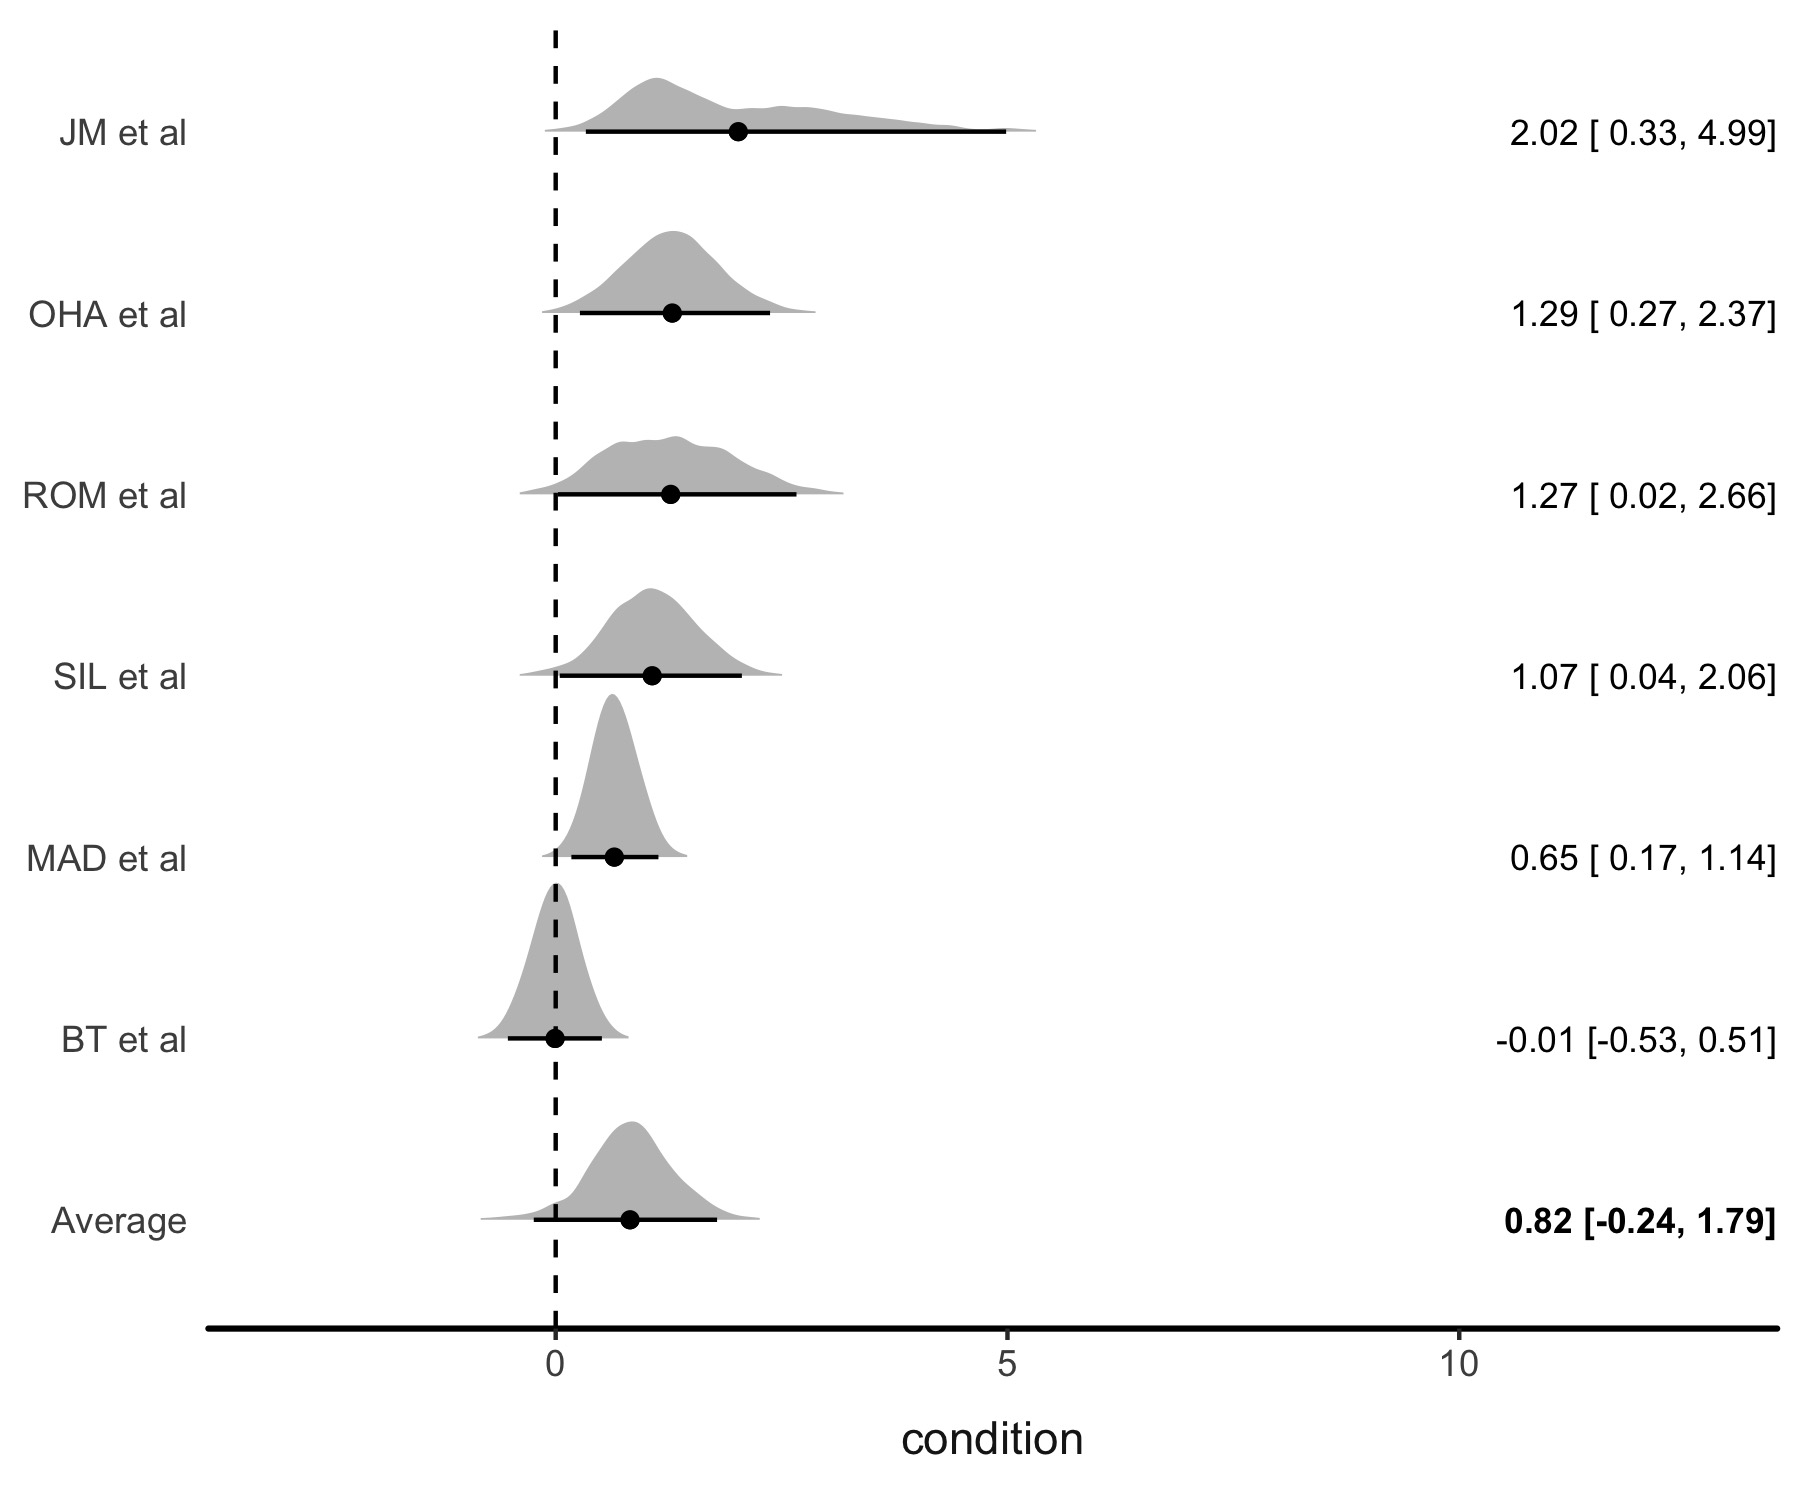 JM et al 2.02 [ 0.33, 4.99]
OHA et al 1.29 [ 0.27, 2.37]
ROM et al 1.27 [ 0.02, 2.66]
SIL et al 1.07 [ 0.04, 2.06]
MAD et al 0.65 [ 0.17, 1.14]
BT et al -0.01 [-0.53, 0.51]
Average 0.82 [-0.24, 1.79]
0 5 10
condition